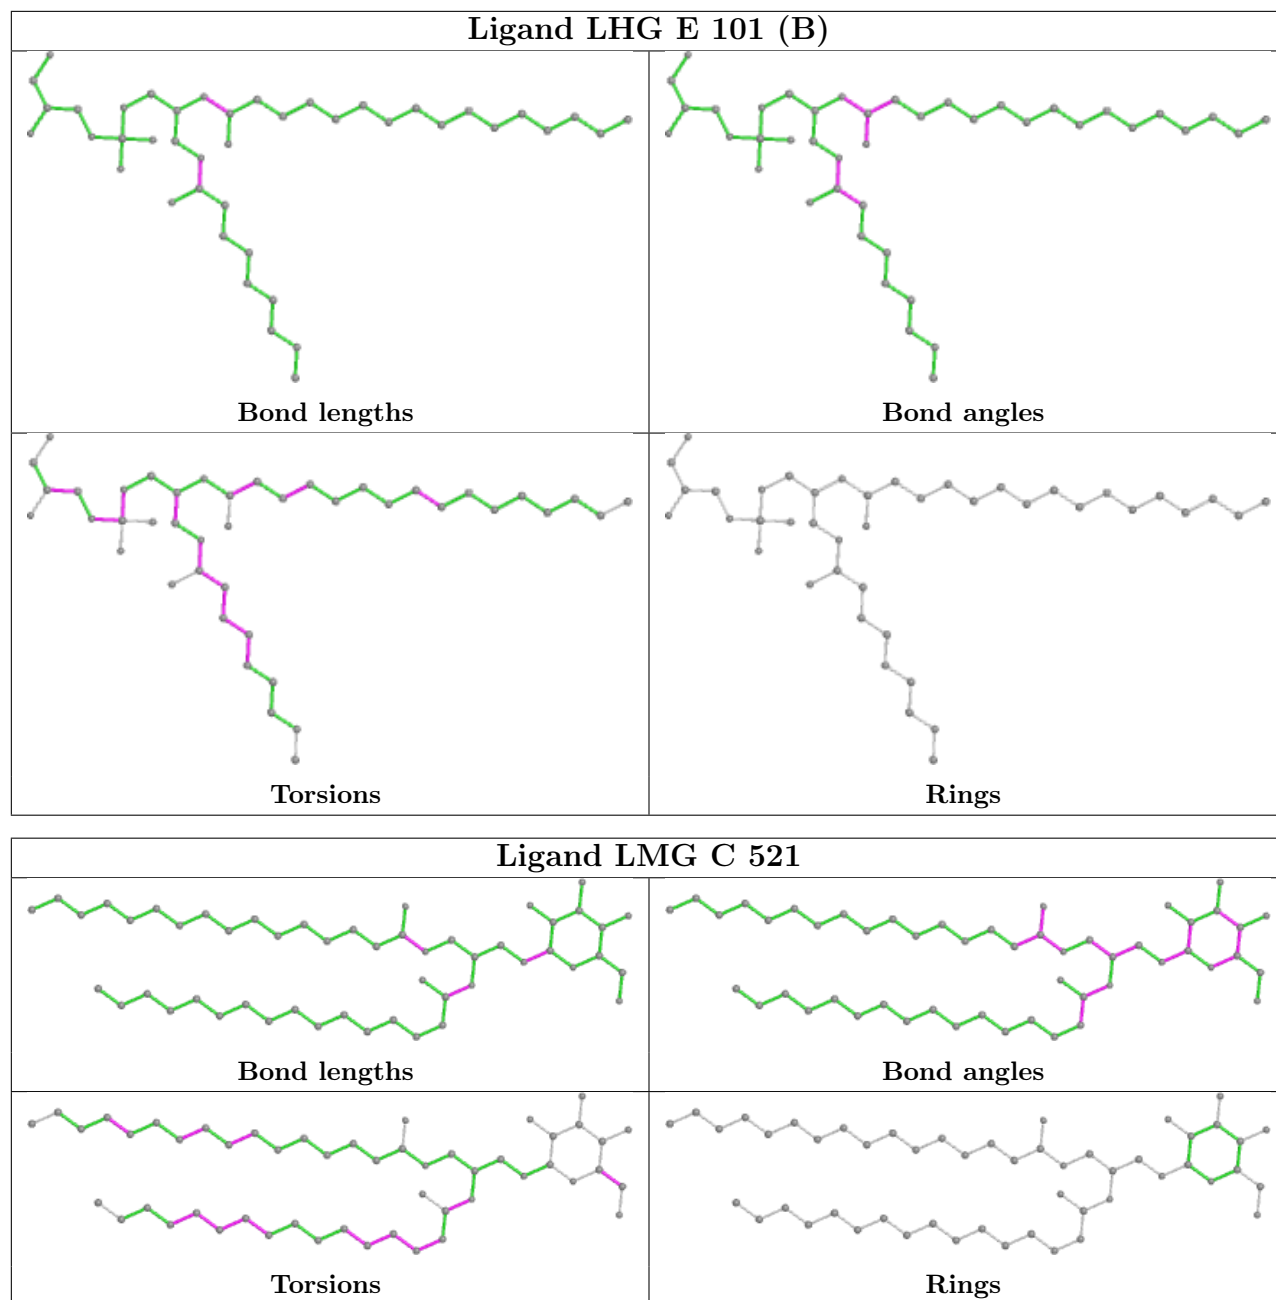 Ligand LHG E 101 (B)
Bond lengths
Bond angles
Torsions
Rings
Ligand LMG C 521
Bond lengths
Bond angles
Torsions
Rings